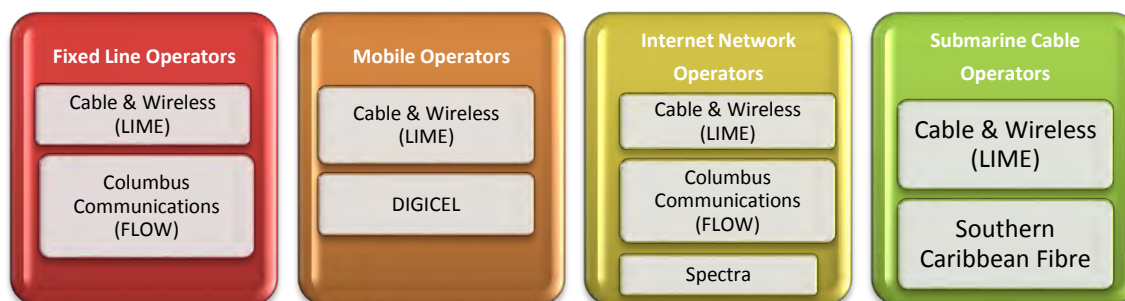 Fixed Line Operators
Cable & Wireless
(LIME)
Columbus
Communications
(FLOW)
Mobile Operators
Cable & Wireless
(LIME)
DIGICEL
Internet Network
Operators
Cable & Wireless
(LIME)
Columbus
Communications
(FLOW)
Spectra
Submarine Cable
Operators
Cable & Wireless
(LIME)
Southern
Caribbean Fibre